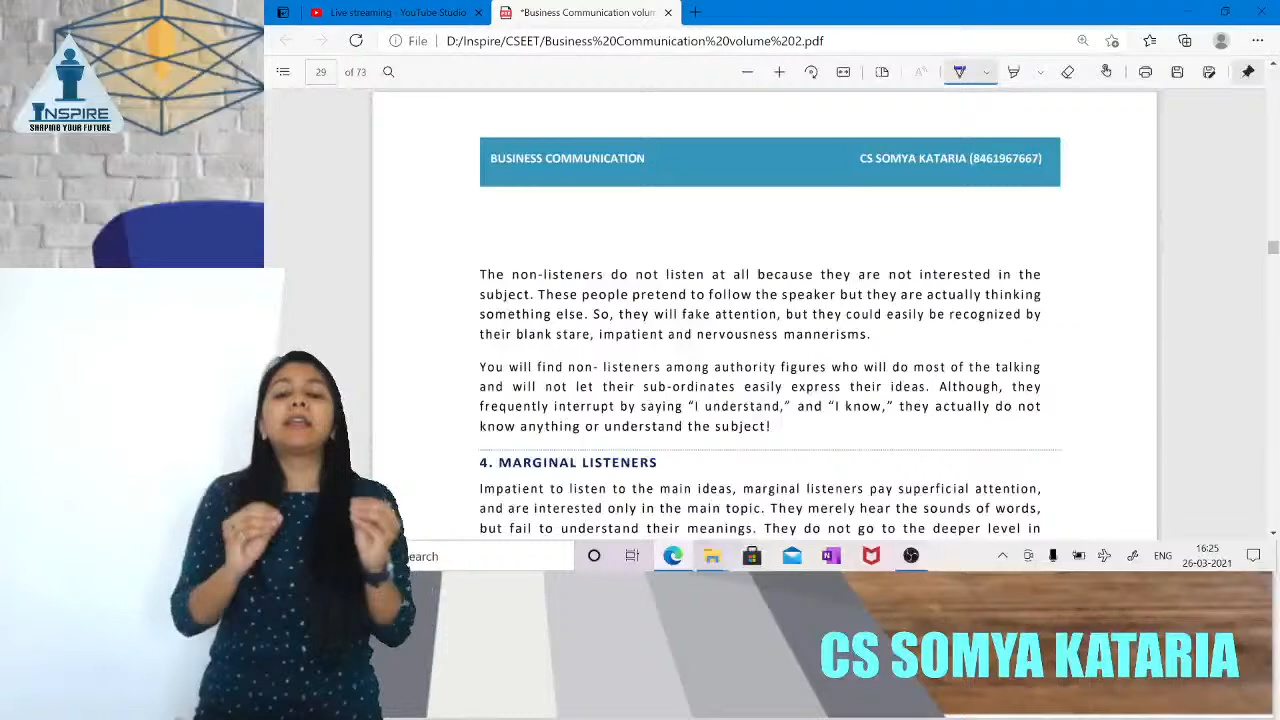 Live streaming - YouTube Studio
*Business Communication volum
File
D:/Inspire/CSEET/Business%20Communication%20volume%202.pdf
29 of 73
INSPIRE
SHAPING YOUR FUTURE
BUSINESS COMMUNICATION
CS SOMYA KATARIA (8461967667)
The non-listeners do not listen at all because they are not interested in the
subject. These people pretend to follow the speaker but they are actually thinking
something else. So, they will fake attention, but they could easily be recognized by
their blank stare, impatient and nervousness mannerisms.
You will find non- listeners among authority figures who will do most of the talking
and will not let their sub-ordinates easily express their ideas. Although, they
frequently interrupt by saying “I understand,” and “I know,” they actually do not
know anything or understand the subject!
4. MARGINAL LISTENERS
Impatient to listen to the main ideas, marginal listeners pay superficial attention,
and are interested only in the main topic. They merely hear the sounds of words,
but fail to understand their meanings. They do not go to the deeper level in
earch
ENG
16:25
26-03-2021
CS SOMYA KATARIA